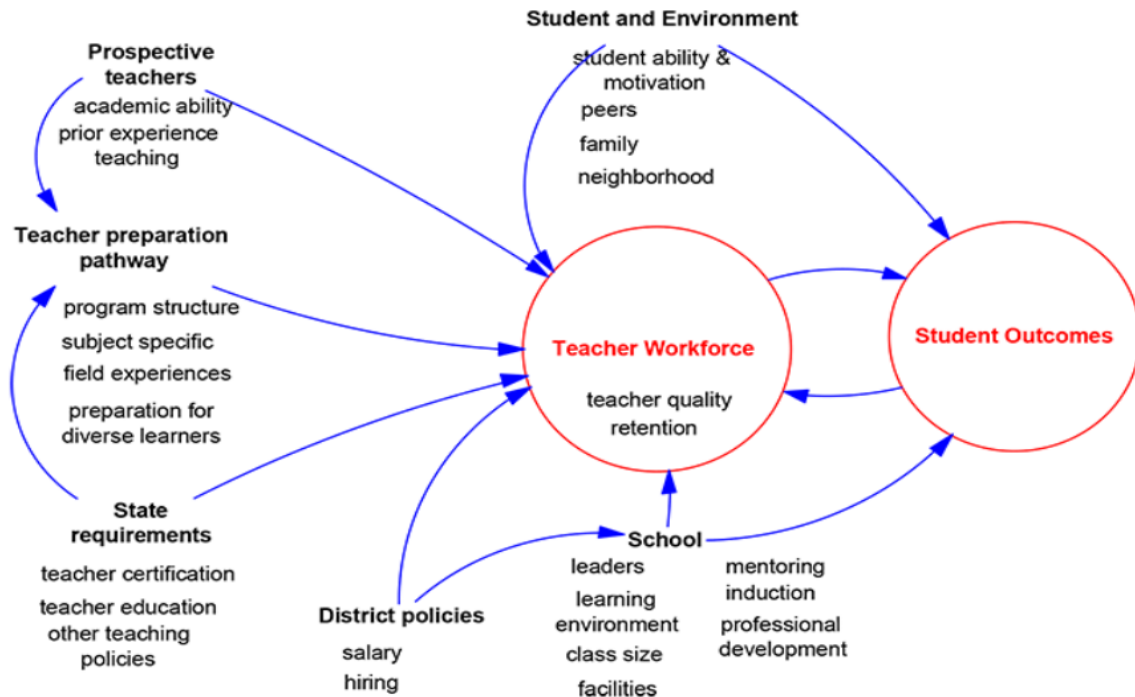 Student and Environment
student ability &
motivation
peers
family
neighborhood
Prospective
teachers
academic ability
prior experience
teaching
Teacher preparation
pathway
program structure
subject specific
field experiences
preparation for
diverse learners
State
requirements
teacher certification
teacher education
other teaching
policies
District policies
salary
hiring
School
leaders
learning
environment
class size
facilities
mentoring
induction
professional
development
Teacher Workforce
teacher quality
retention
Student Outcomes